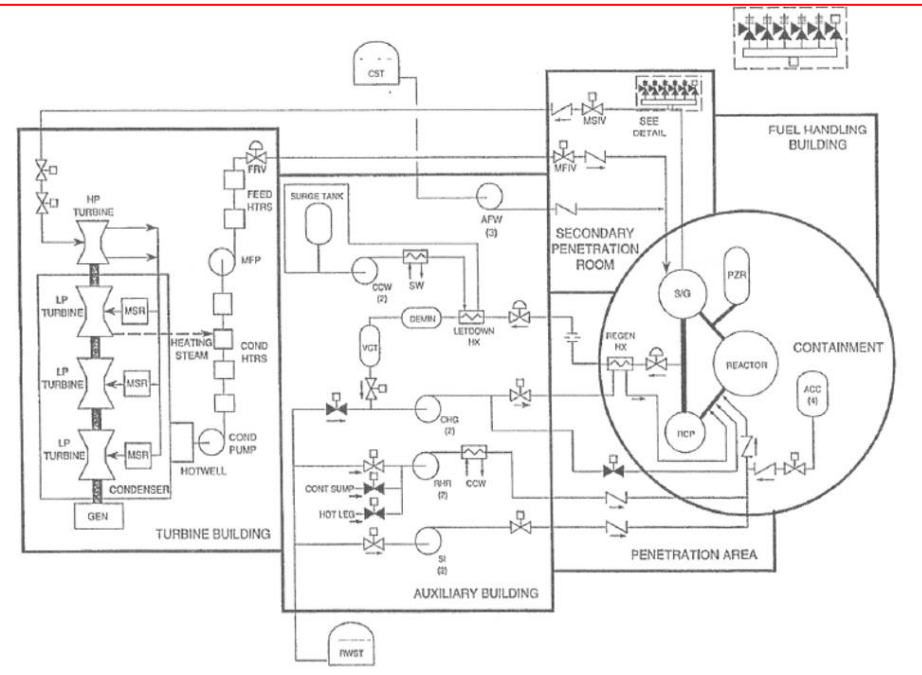 CST
MSIV
SEE
DETAIL
FUEL HANDLING
BUILDING
FRV
MFIV
HP
TURBINE
FEED
HTRS
SURGE TANK
AFW
(3)
SECONDARY
PENETRATION
ROOM
MFP
CCW
(2)
SW
S/G
PZR
LP
TURBINE
MSR
HEATING
STEAM
COND
HTRS
DEMIN
LETDOWN
HX
VCT
REGEN
HX
REACTOR
CONTAINMENT
LP
TURBINE
MSR
ACC
(4)
CHG
(2)
RCP
LP
TURBINE
MSR
COND
PUMP
HOTWELL
CONDENSER
CONT SUMP
RHR
(2)
CCW
HOT LEG
GEN
TURBINE BUILDING
SI
(2)
PENETRATION AREA
AUXILIARY BUILDING
RWST